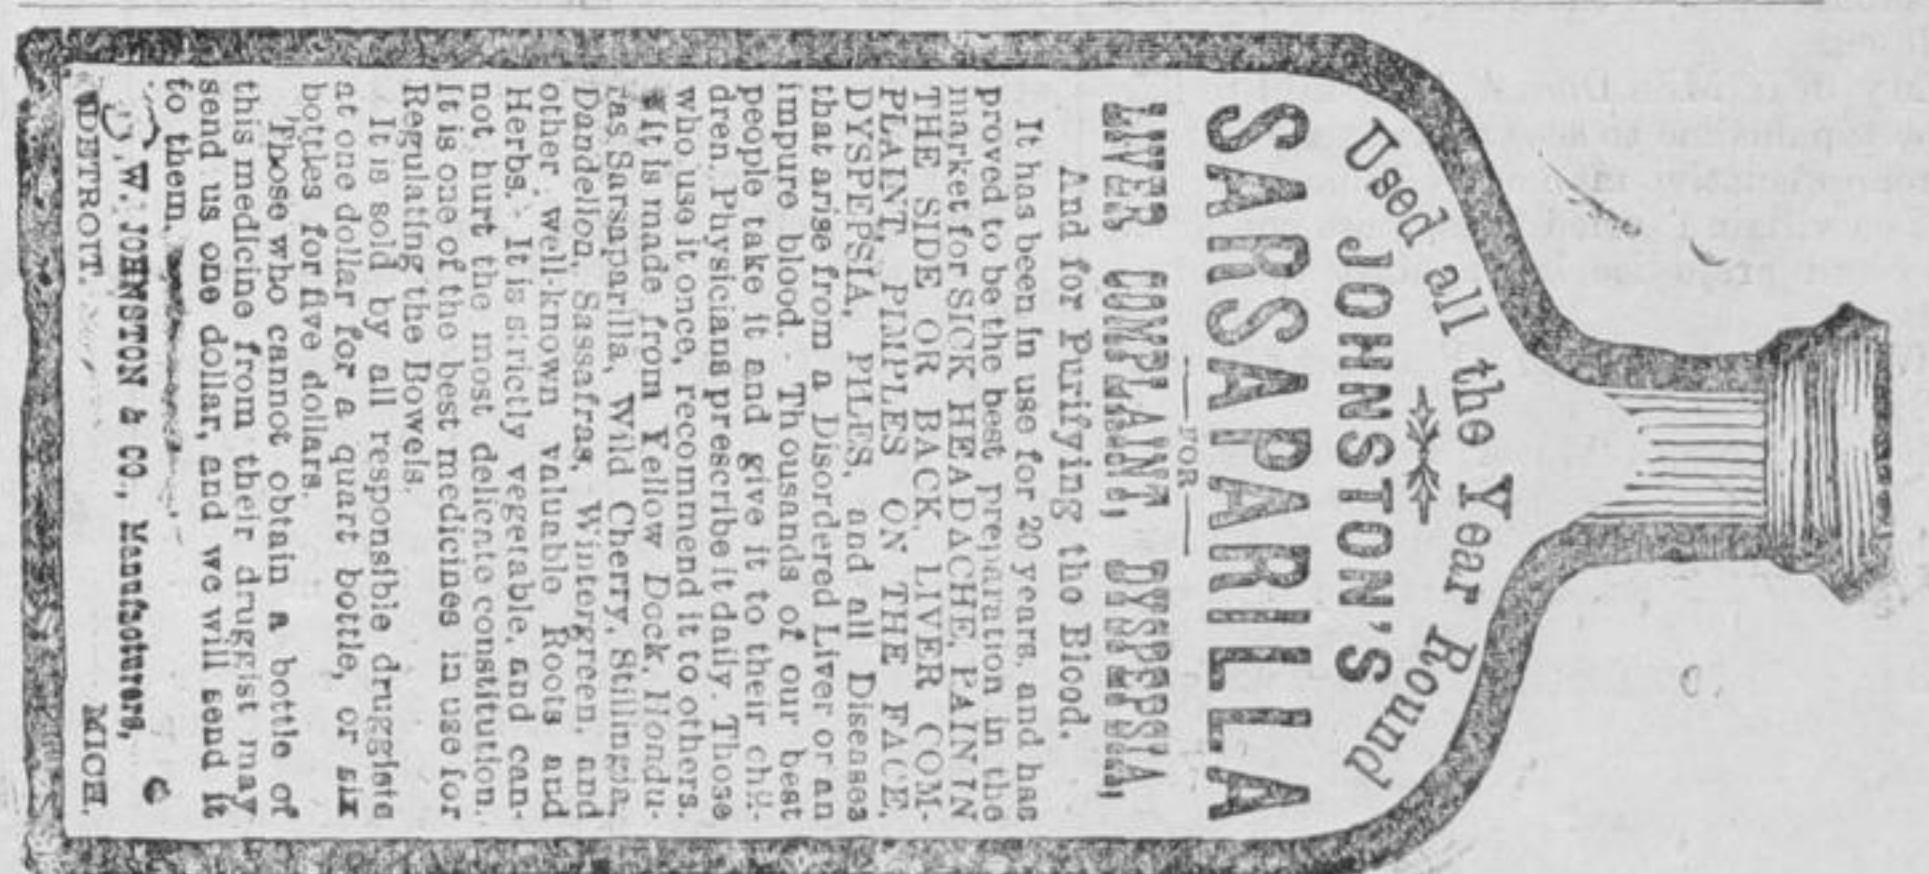 Used all the Year Round
JOHNSTON'S
SARSAPARILLA
FOR
LIVER COMPLAINT, DYSPEPSIA,
And for Purifying the Blood.
It has been in use for 20 years, and has
proved to be the best preparation in the
market for SICK HEADACHE, PAIN IN
THE SIDE OR BACK, LIVER COM-
PLAINT, PIMPLES ON THE FACE,
DYSPEPSIA, PILES, and all Diseases
that arise from a Disordered Liver or an
impure blood. Thousands of our best
people take it and give it to their chil-
dren. Physicians prescribe it daily. Those
who use it once, recommend it to others.
It is made from Yellow Dock, Hondu-
ras Sarsaparilla, Wild Cherry, Stillingia,
Dandelion, Sassafras, Wintergreen, and
other well-known valuable Roots and
Herbs. It is strictly vegetable, and can-
not hurt the most delicate constitution.
It is one of the best medicines in use for
Regulating the Bowels.
It is sold by all responsible druggists
at one dollar for a quart bottle, or six
bottles for five dollars.
Those who cannot obtain a bottle of
this medicine from their druggist may
send us one dollar, and we will send it
to them.
W. JOHNSTON & CO., Manufacturers,
DETROIT. MICH.